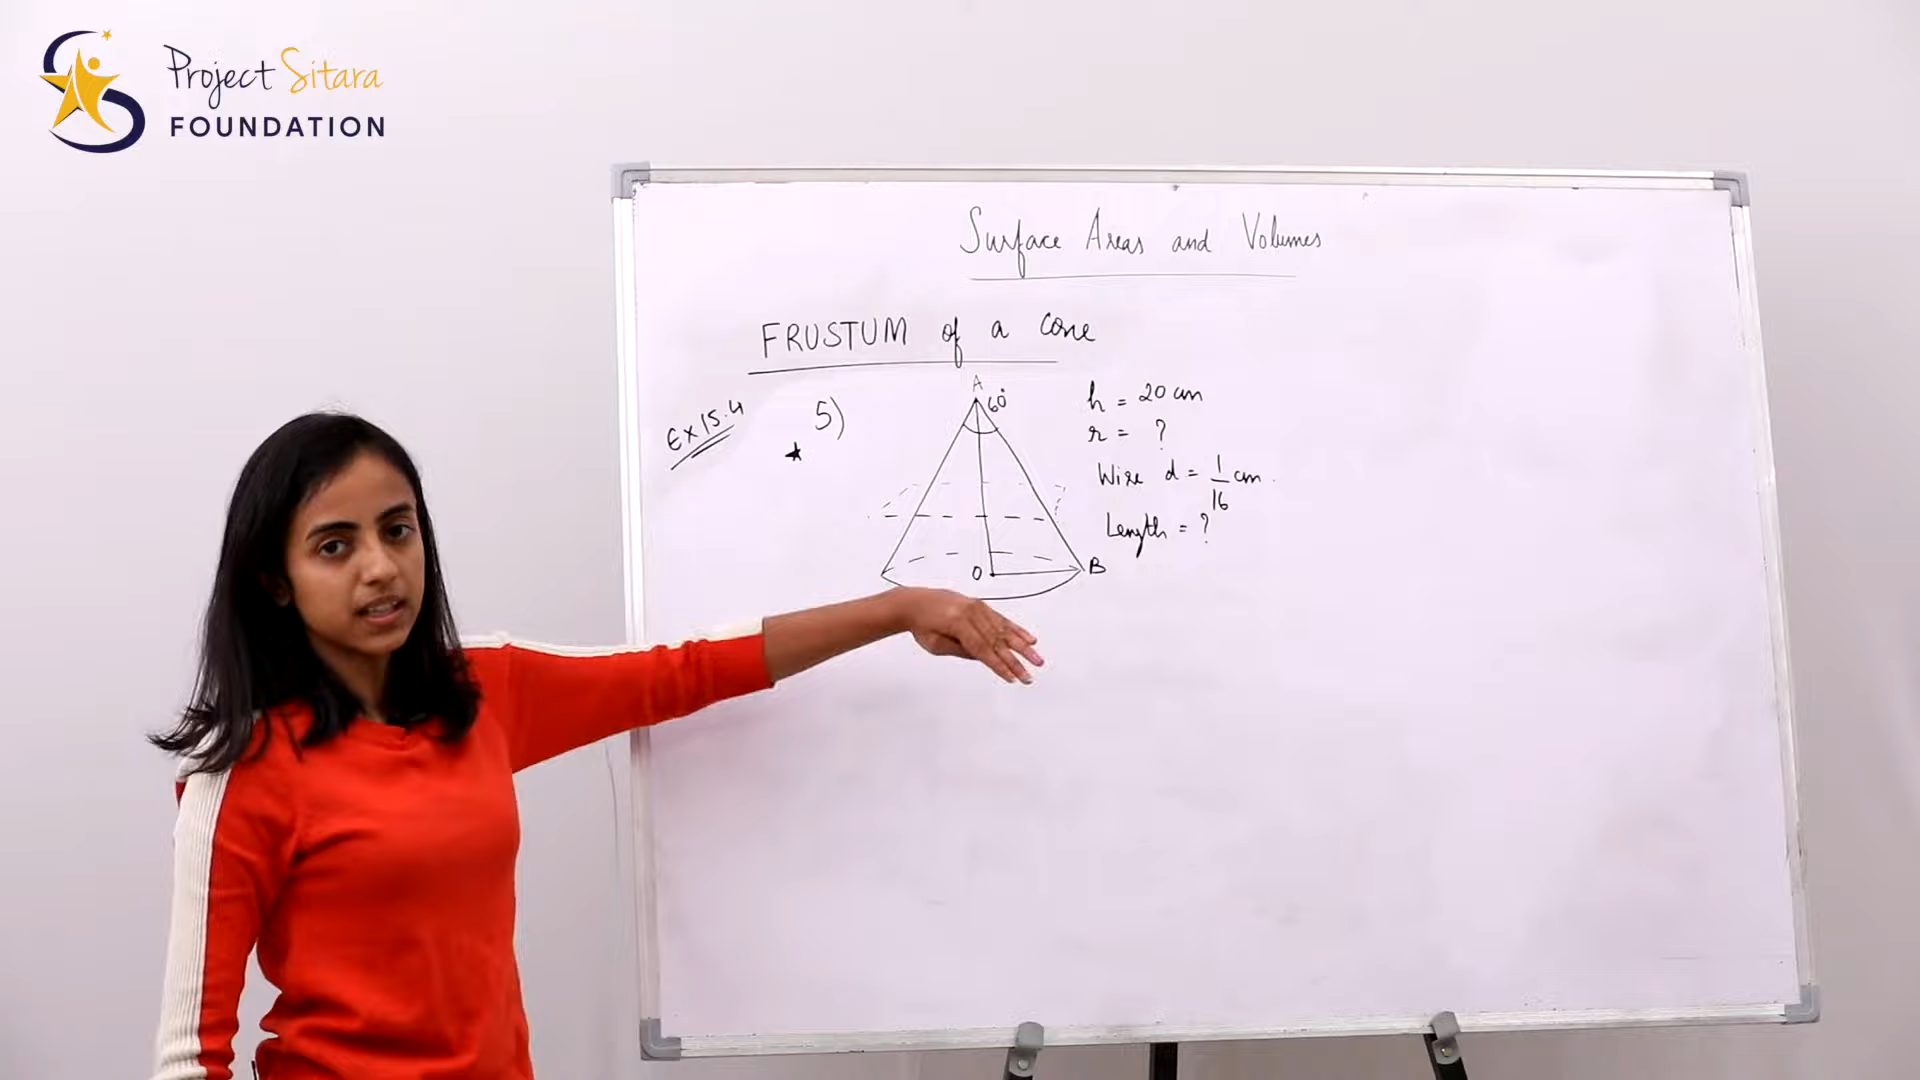 Project Sitara
FOUNDATION
Surface Areas and Volumes
FRUSTUM of a cone
Ex 15.4
5)
A
60°
h = 20 cm
r = ?
Wire d = 1/16 cm.
Length = ?
O
B